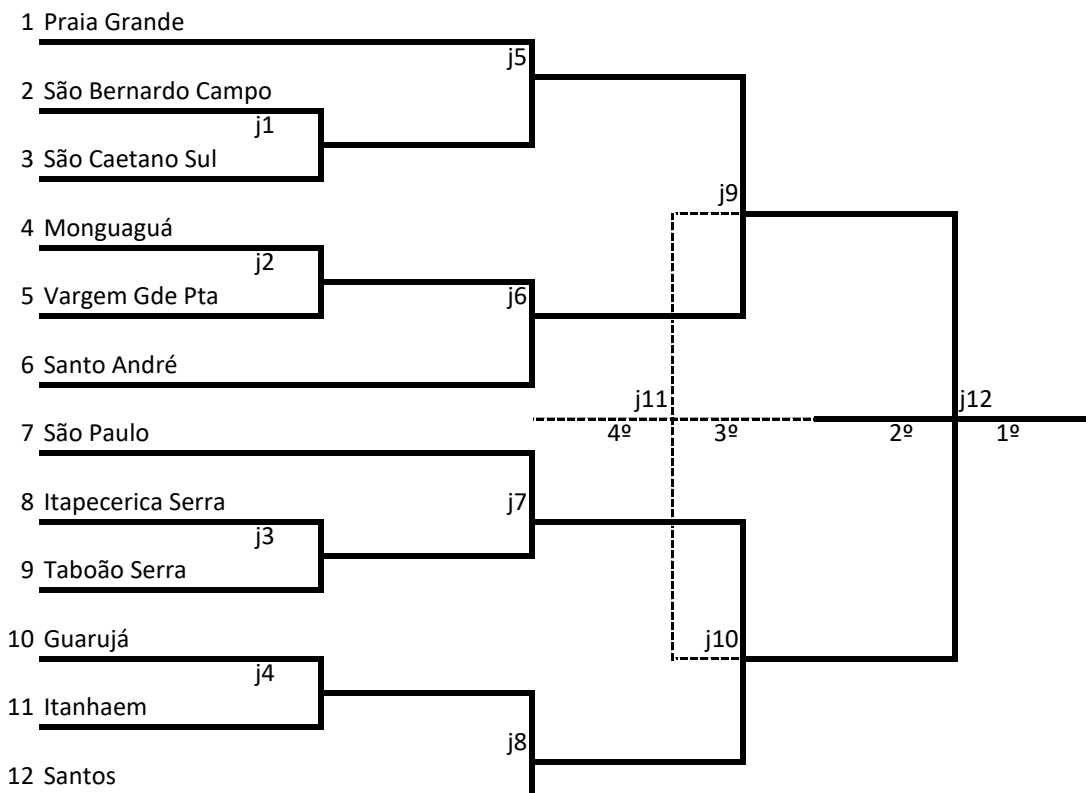 1 Praia Grande
j5
2 São Bernardo Campo
j1
3 São Caetano Sul
j9
4 Monguaguá
j2
5 Vargem Gde Pta
j6
6 Santo André
j11
j12
4º
3º
2º
1º
7 São Paulo
8 Itapecerica Serra
j7
j3
9 Taboão Serra
10 Guarujá
j10
j4
11 Itanhaem
j8
12 Santos